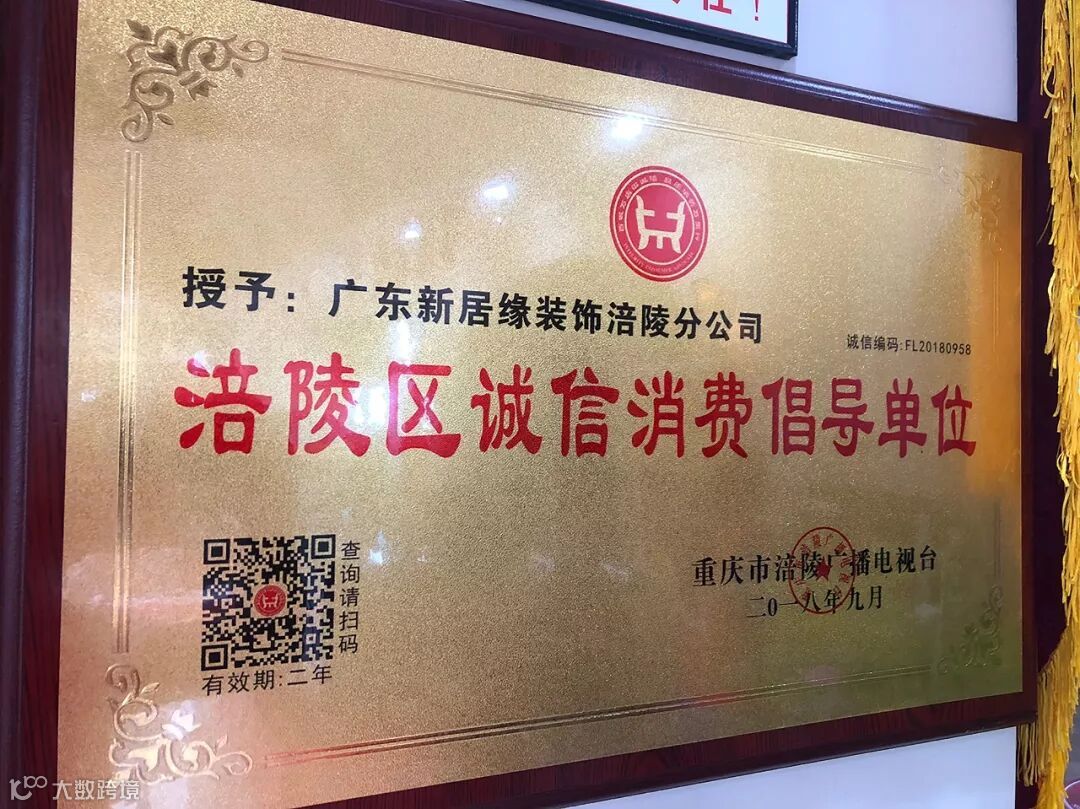 授予：广东新居缘装饰涪陵分公司
诚信编码:FL20180958
涪陵区诚信消费倡导单位
查询请扫码
有效期:二年
重庆市涪陵广播电视台
二〇一八年九月
大数跨境